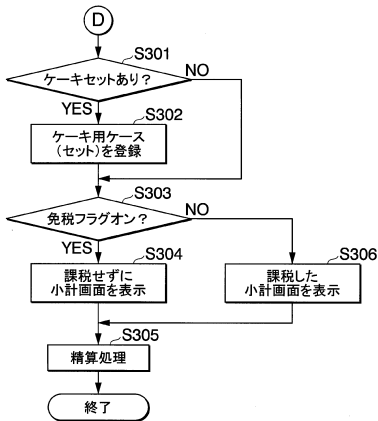 D
S301
ケーキセットあり？
NO
YES
S302
ケーキ用ケース
（セット）を登録
S303
免税フラグオン？
NO
YES
S304
課税せずに
小計画面を表示
S306
課税した
小計画面を表示
S305
精算処理
終了